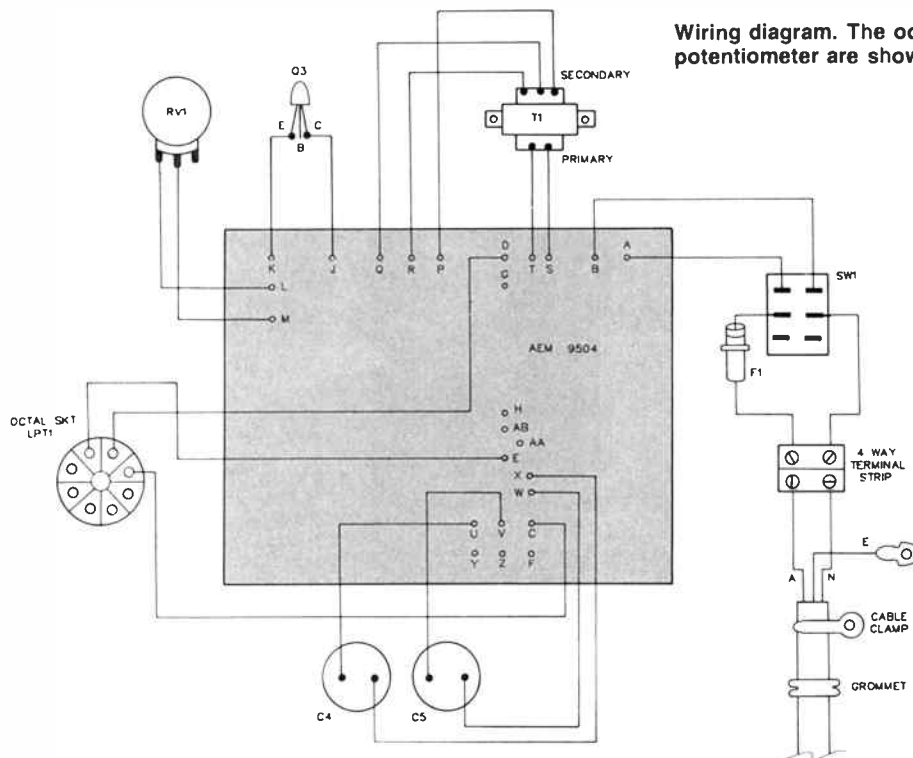 Wiring diagram. The
potentiometer are show
Q3
SECONDARY
RV1
E
C
B
T1
PRIMARY
K
J
Q
R
P
D
T
S
B
A
G
L
M
SW1
AEM 9504
F1
OCTAL SKT
LPT1
H
AB
AA
E
X
W
4 WAY
TERMINAL
STRIP
U
V
C
Y
Z
F
E
A
N
CABLE
CLAMP
C4
C5
GROMMET